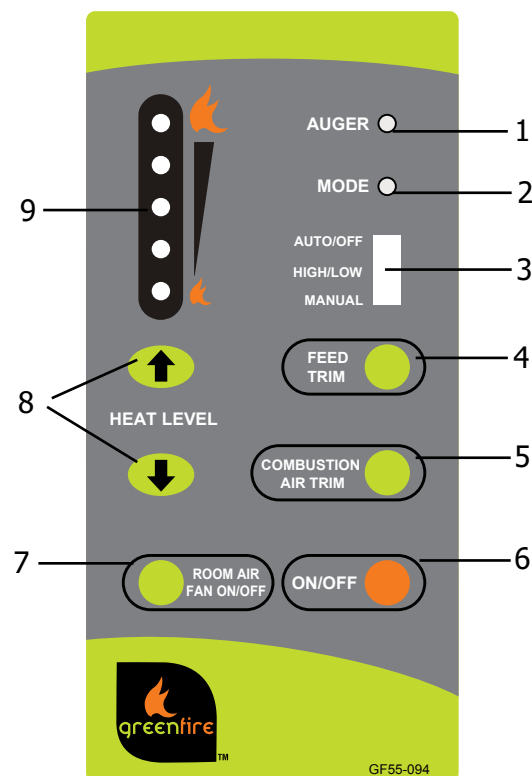 AUGER
1
MODE
2
9
AUTO/OFF
HIGH/LOW
MANUAL
3
FEED
TRIM
4
8
HEAT LEVEL
COMBUSTION
AIR TRIM
5
7
ROOM AIR
FAN ON/OFF
ON/OFF
6
greenfire
TM
GF55-094